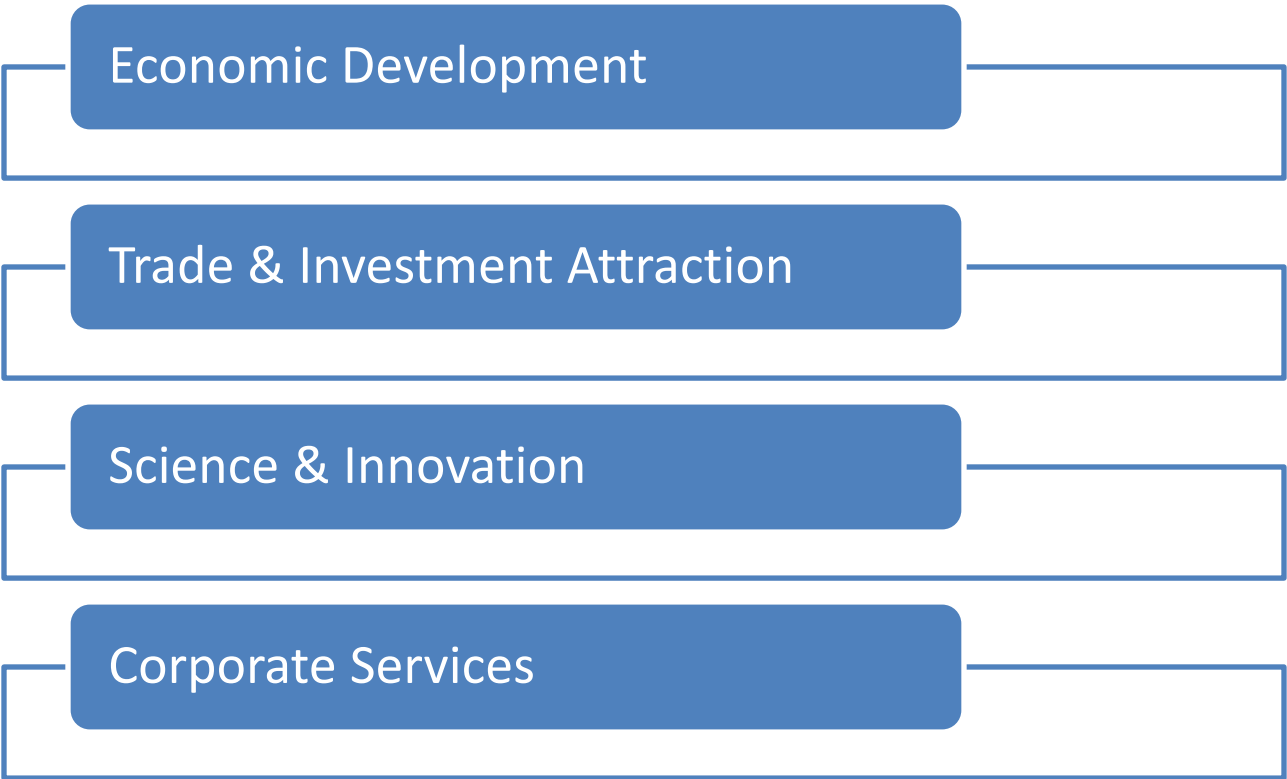 Economic Development
Trade & Investment Attraction
Science & Innovation
Corporate Services